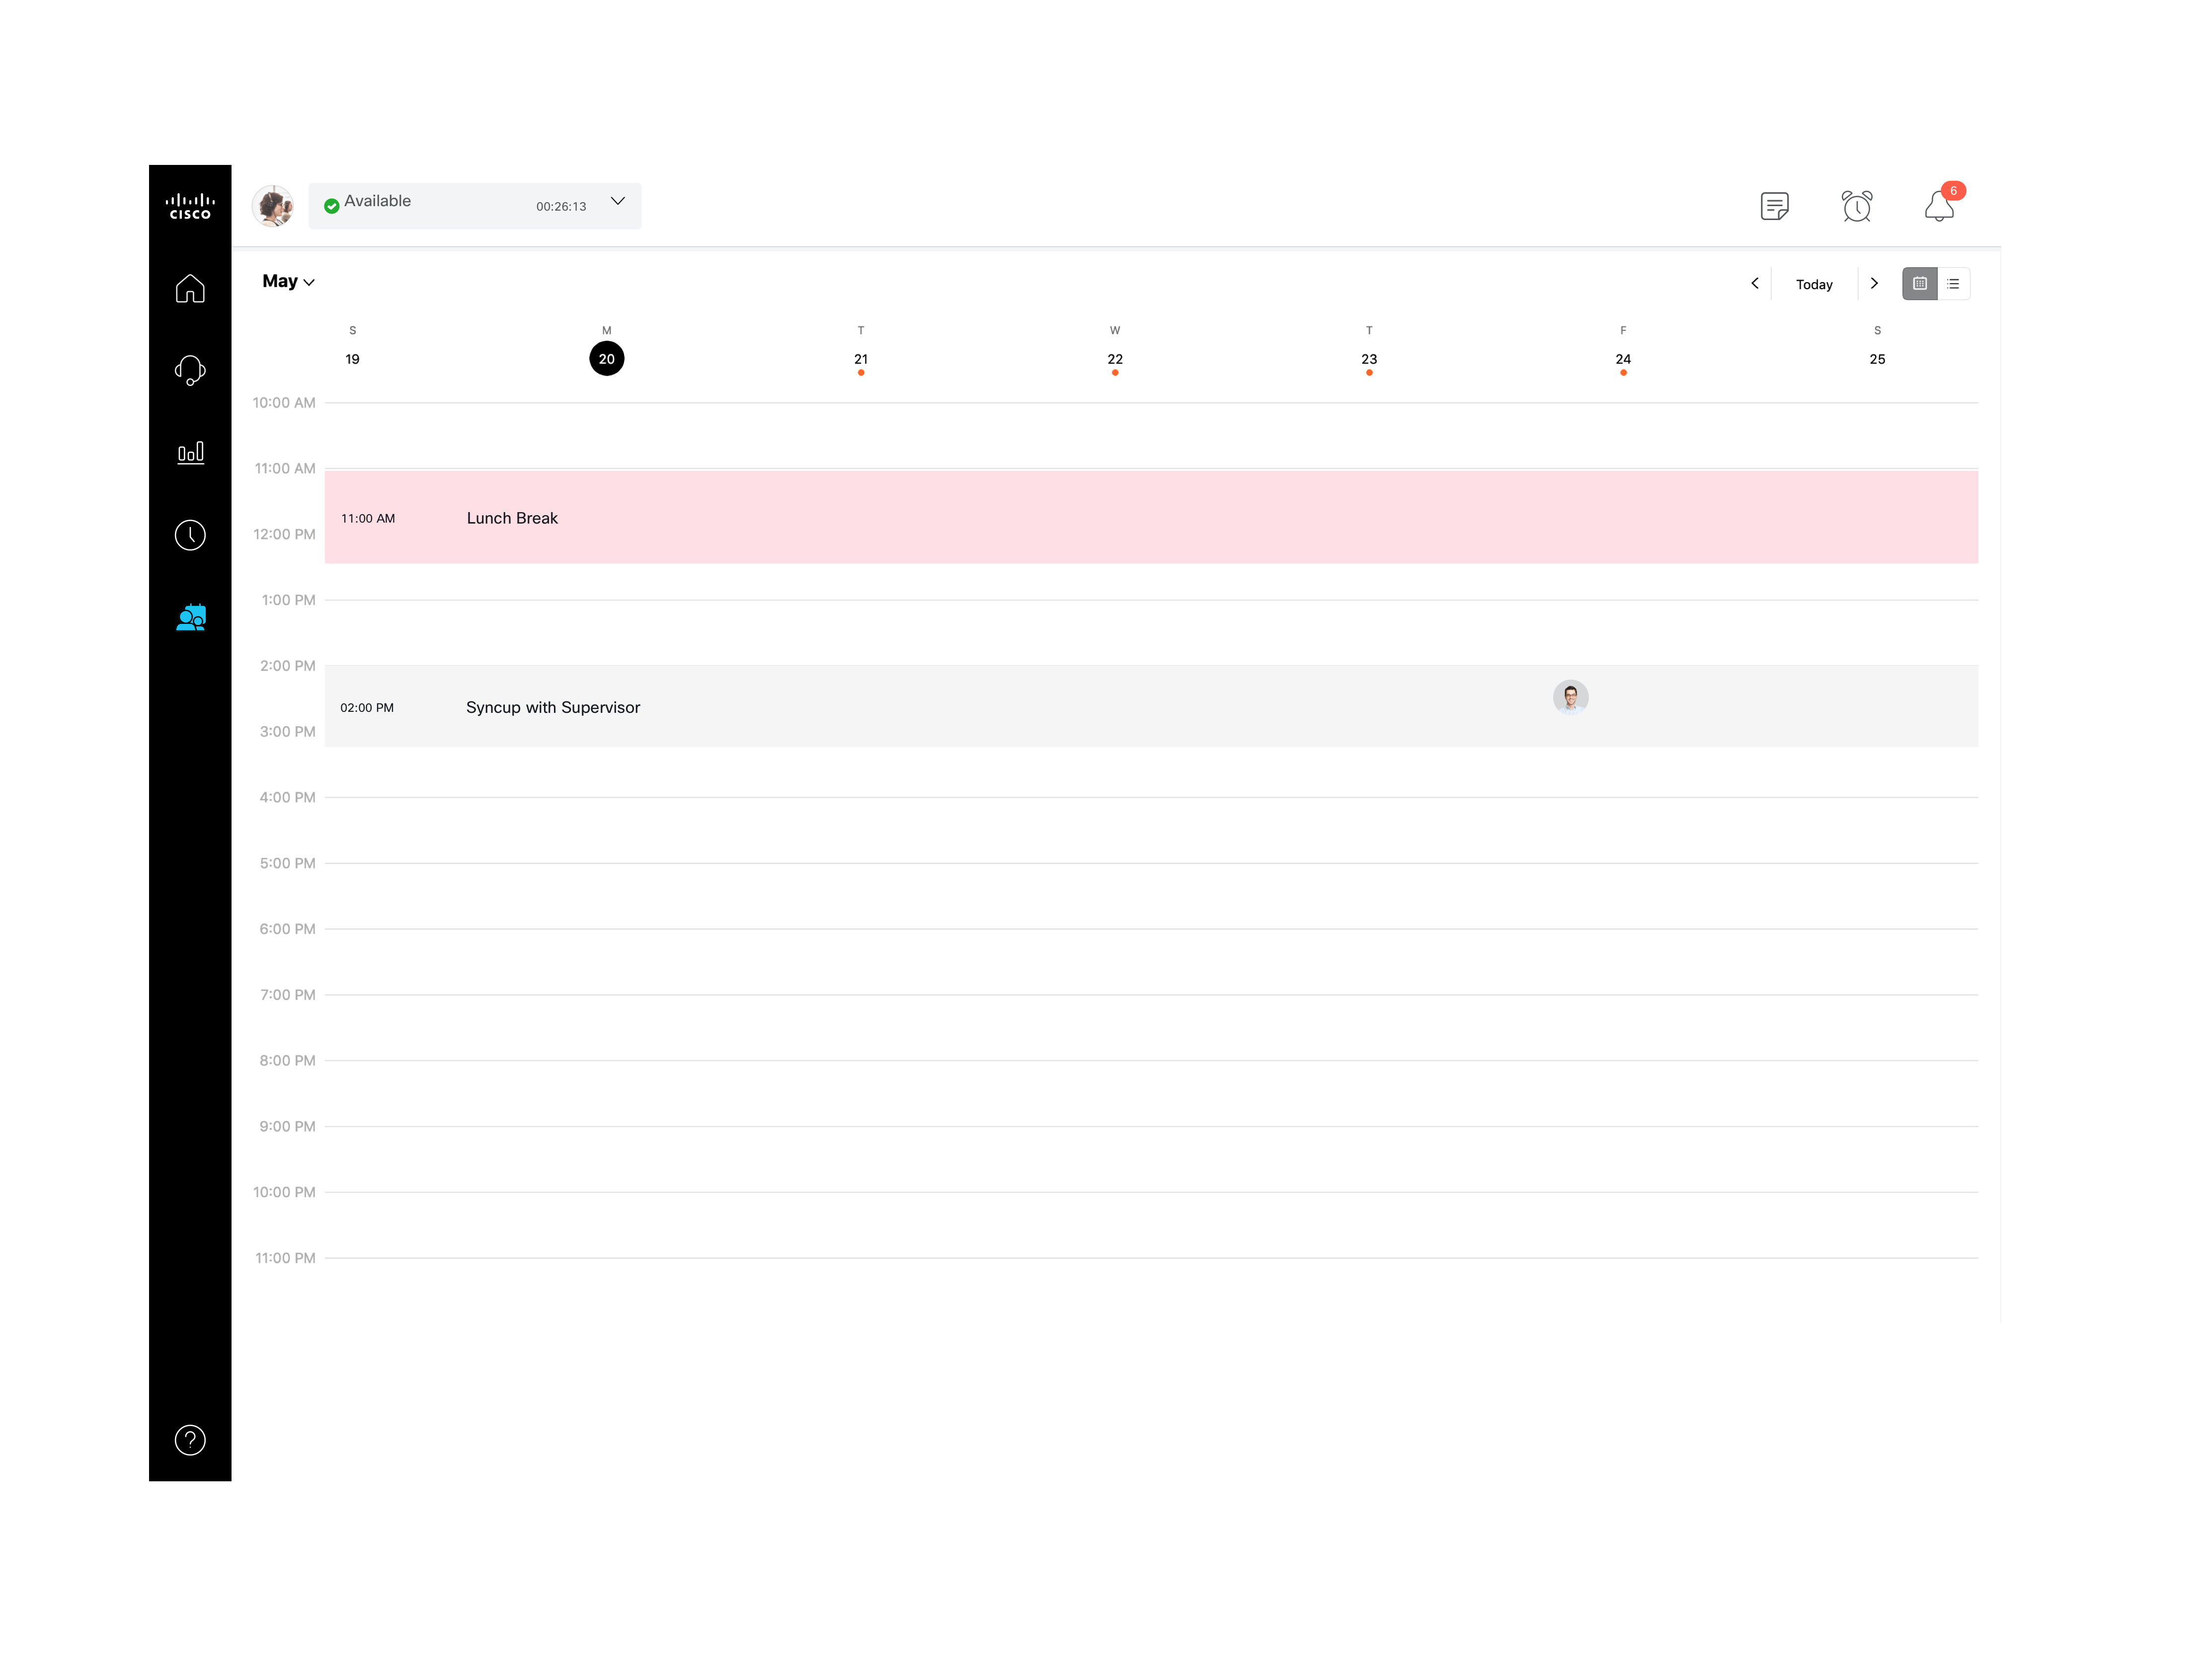 CISCO
Available
00:26:13
6
May
Today
S M T W T F S
19 20 21 22 23 24 25
10:00 AM
11:00 AM
11:00 AM Lunch Break
12:00 PM
1:00 PM
2:00 PM
02:00 PM Syncup with Supervisor
3:00 PM
4:00 PM
5:00 PM
6:00 PM
7:00 PM
8:00 PM
9:00 PM
10:00 PM
11:00 PM
?